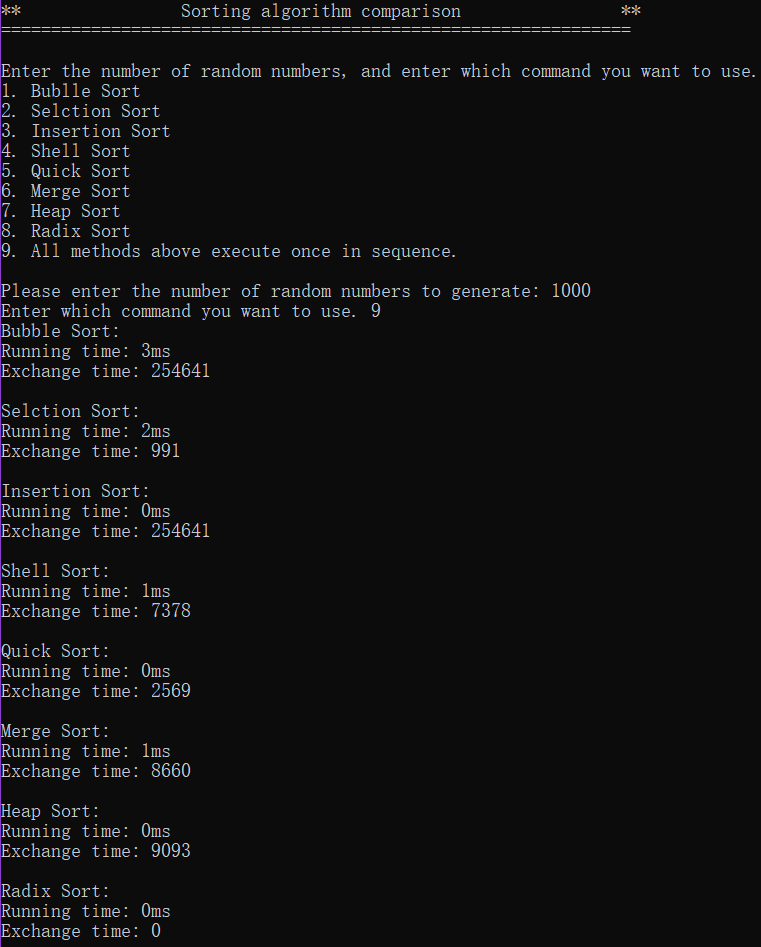 ** Sorting algorithm comparison **
===============================================================
Enter the number of random numbers, and enter which command you want to use.
1. Bublle Sort
2. Selction Sort
3. Insertion Sort
4. Shell Sort
5. Quick Sort
6. Merge Sort
7. Heap Sort
8. Radix Sort
9. All methods above execute once in sequence.
Please enter the number of random numbers to generate: 1000
Enter which command you want to use. 9
Bubble Sort:
Running time: 3ms
Exchange time: 254641
Selction Sort:
Running time: 2ms
Exchange time: 991
Insertion Sort:
Running time: 0ms
Exchange time: 254641
Shell Sort:
Running time: 1ms
Exchange time: 7378
Quick Sort:
Running time: 0ms
Exchange time: 2569
Merge Sort:
Running time: 1ms
Exchange time: 8660
Heap Sort:
Running time: 0ms
Exchange time: 9093
Radix Sort:
Running time: 0ms
Exchange time: 0